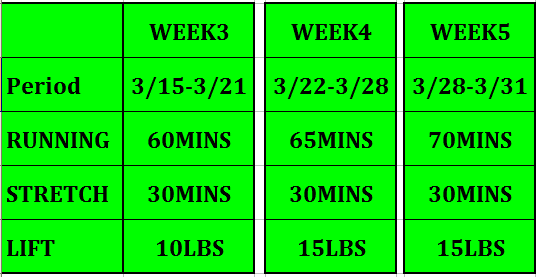 WEEK3 WEEK4 WEEK5
Period 3/15-3/21 3/22-3/28 3/28-3/31
RUNNING 60MINS 65MINS 70MINS
STRETCH 30MINS 30MINS 30MINS
LIFT 10LBS 15LBS 15LBS